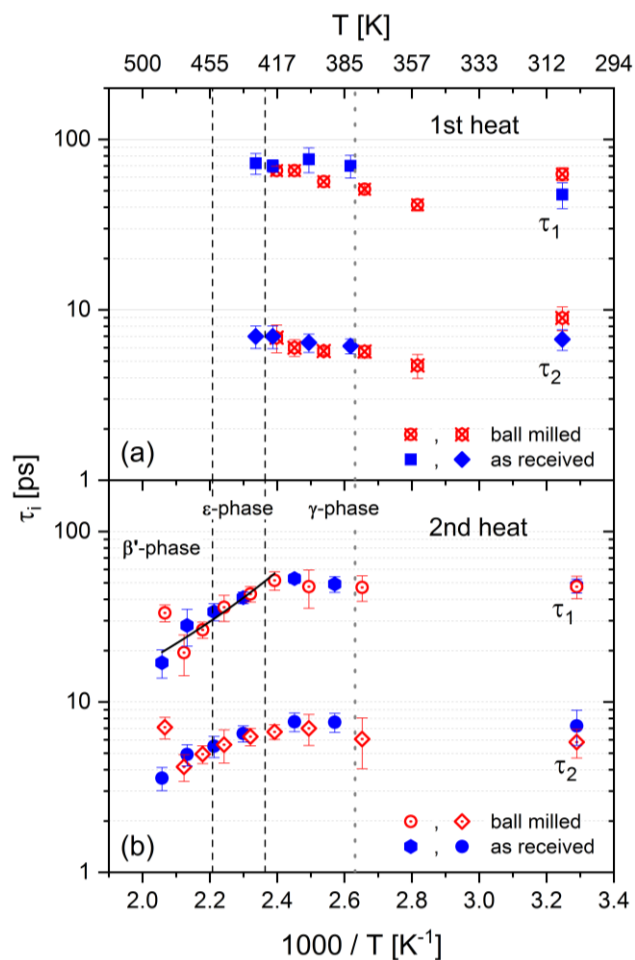 T [K]
500 455 417 385 357 333 312 294
1st heat
100
τ1
10
τ2
, ball milled
(a) , as received
1
τi [ps]
ε-phase γ-phase 2nd heat
β'-phase
100
τ1
10
τ2
, ball milled
(b) , as received
1
2.0 2.2 2.4 2.6 2.8 3.0 3.2 3.4
1000 / T [K-1]